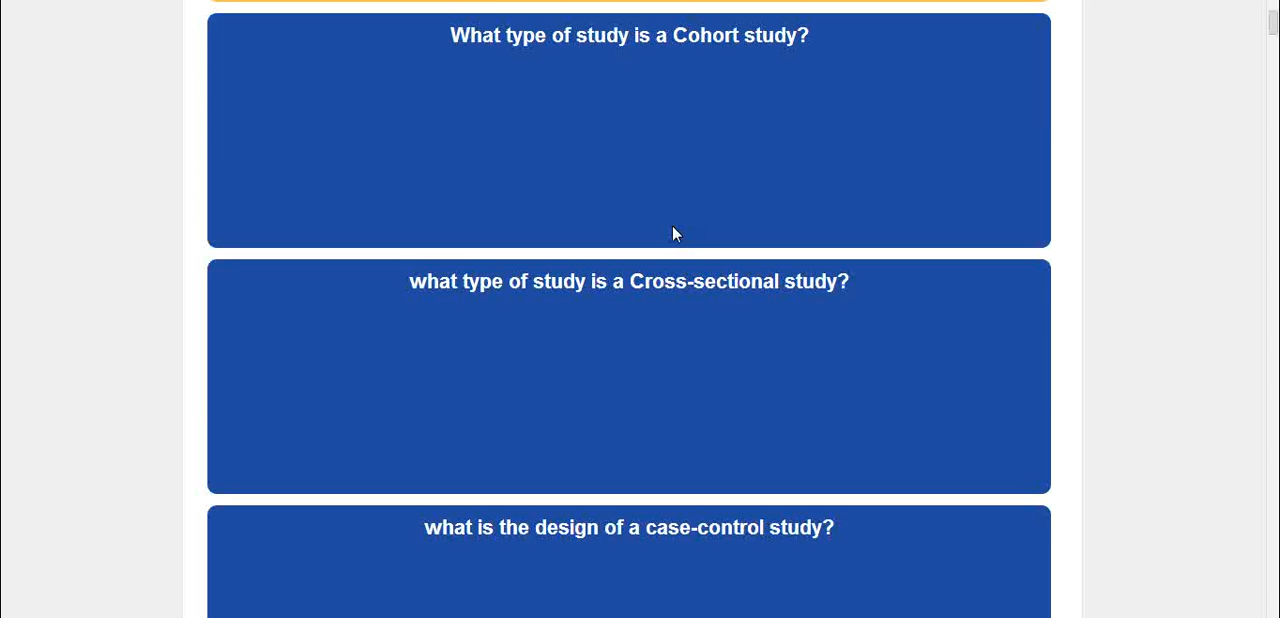 What type of study is a Cohort study?
what type of study is a Cross-sectional study?
what is the design of a case-control study?